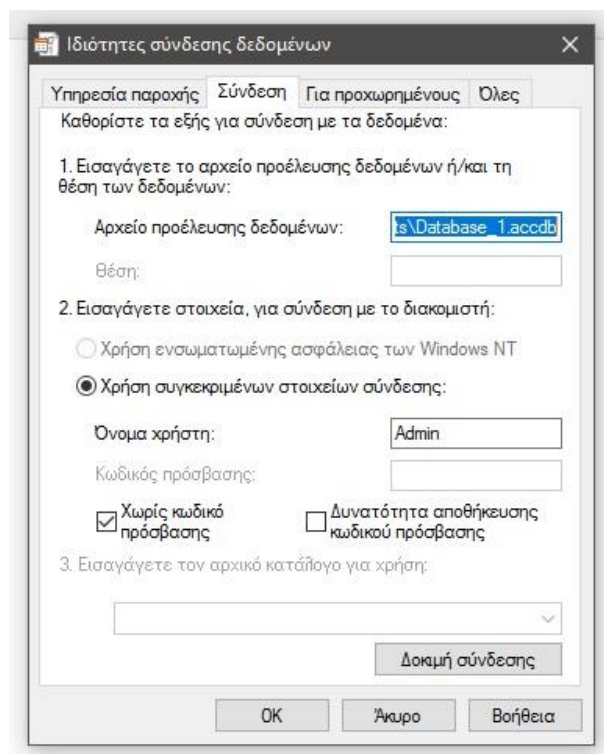 Ιδιότητες σύνδεσης δεδομένων
Υπηρεσία παροχής Σύνδεση Για προχωρημένους Όλες
Καθορίστε τα εξής για σύνδεση με τα δεδομένα:
1. Εισαγάγετε το αρχείο προέλευσης δεδομένων ή/και τη
θέση των δεδομένων:
Αρχείο προέλευσης δεδομένων: ts\Database_1.accdb
Θέση:
2. Εισαγάγετε στοιχεία, για σύνδεση με το διακομιστή:
Χρήση ενσωματωμένης ασφάλειας των Windows NT
Χρήση συγκεκριμένων στοιχείων σύνδεσης:
Όνομα χρήστη: Admin
Κωδικός πρόσβασης:
Χωρίς κωδικό
πρόσβασης
Δυνατότητα αποθήκευσης
κωδικού πρόσβασης
3. Εισαγάγετε τον αρχικό κατάλογο για χρήση:
Δοκιμή σύνδεσης
OK Άκυρο Βοήθεια